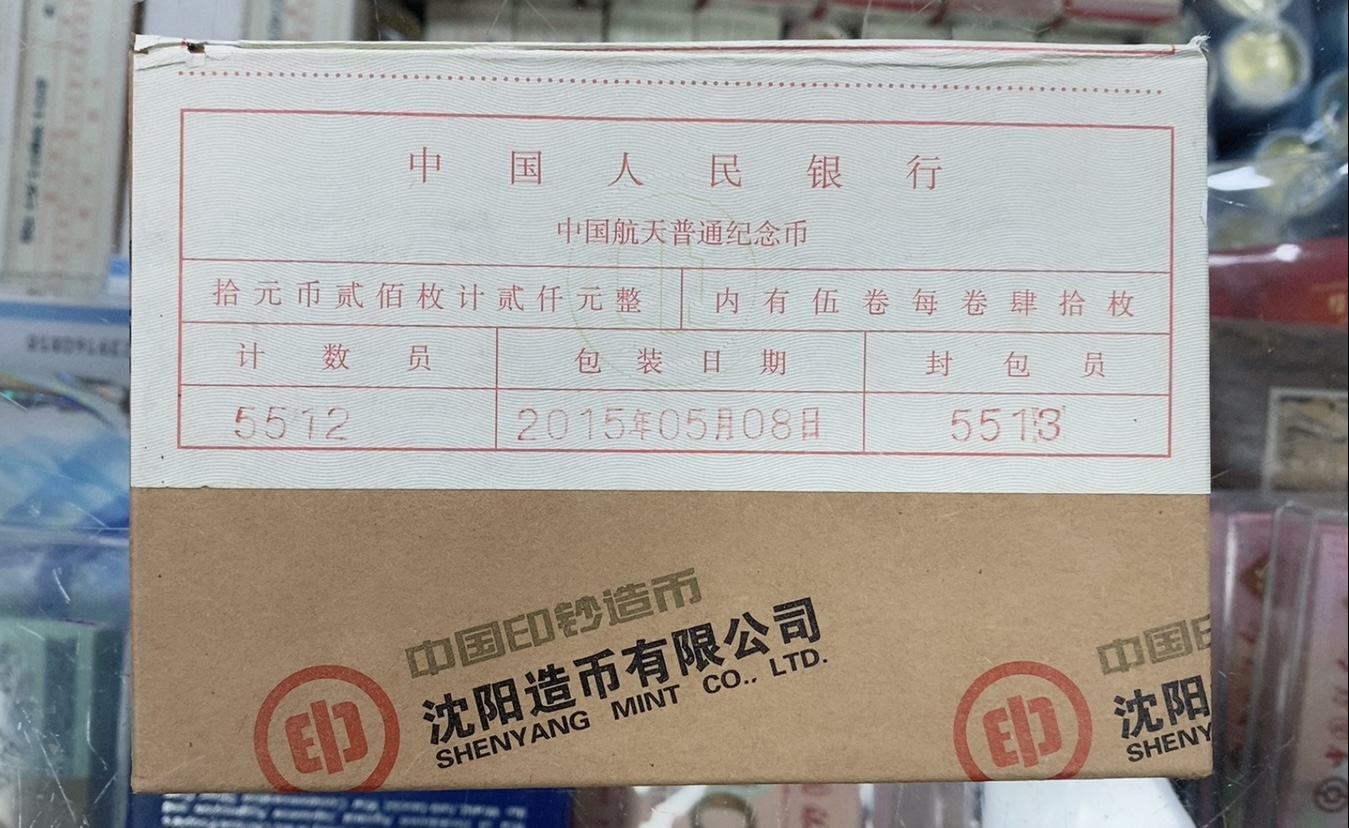 中国人民银行
中国航天普通纪念币
拾元币贰佰枚计贰仟元整 内有伍卷每卷肆拾枚
计数员 包装日期 封包员
5512 2015年05月08日 5513
中国印钞造币
沈阳造币有限公司
SHENYANG MINT CO., LTD.
中国
沈阳
SHENY